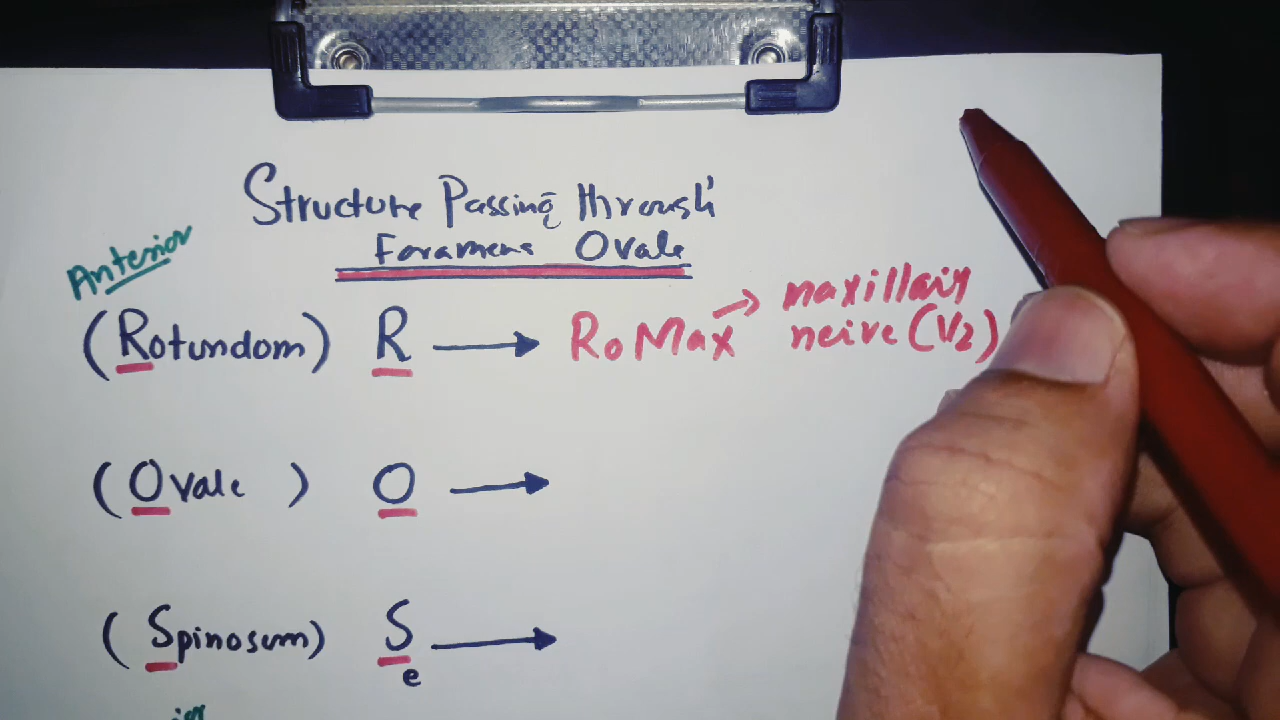 Structure Passing through
Foramens Ovale
Anterior
(Rotundom) R → RoMax → maxillary
nerve (V2)
(Ovale ) O →
(Spinosum) S →
e